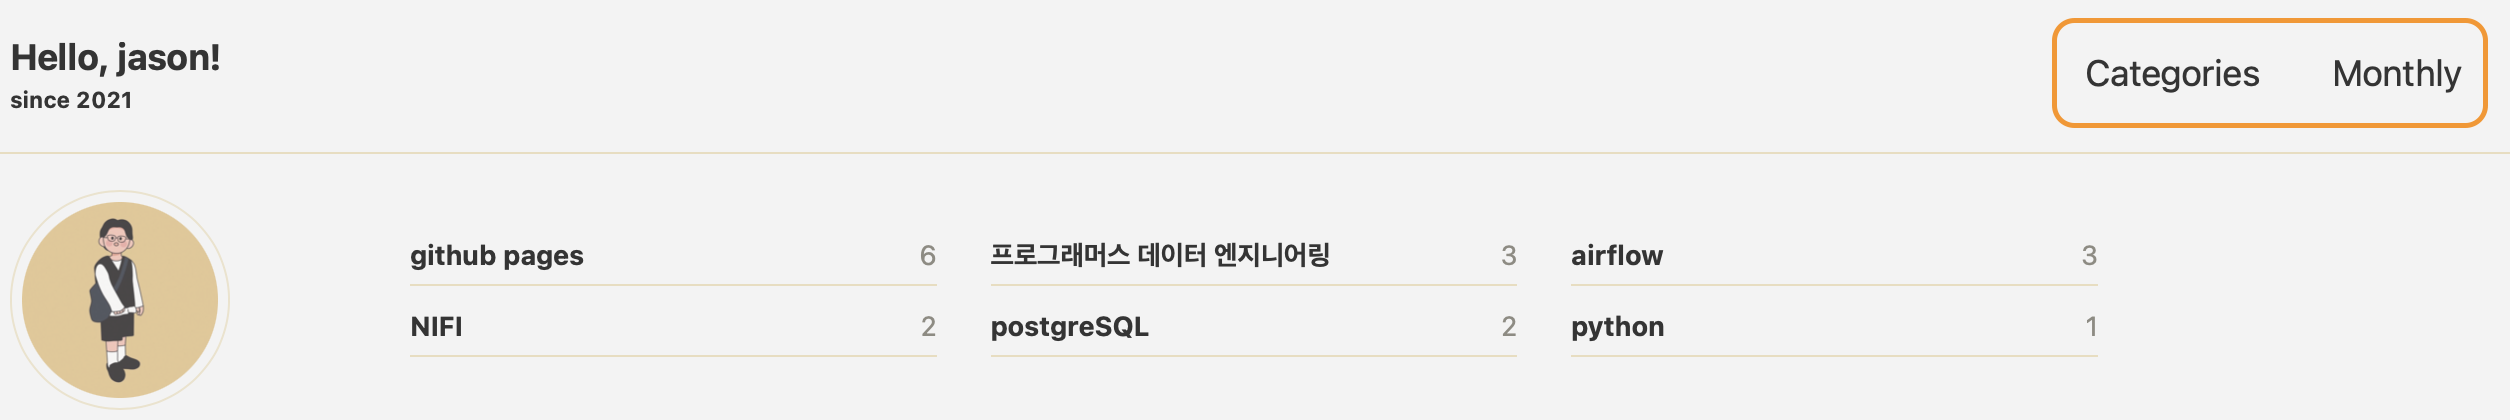 Hello, jason!
since 2021
Categories Monthly
github pages 6
프로그래머스 데이터 엔지니어링 3
airflow 3
NIFI 2
postgreSQL 2
python 1